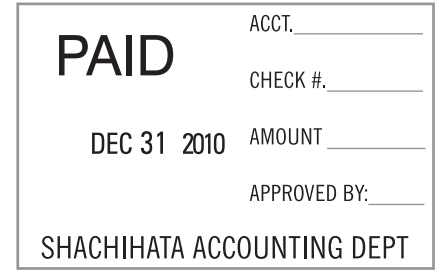 PAID
DEC 31 2010
ACCT.
CHECK #.
AMOUNT
APPROVED BY:
SHACHIHATA ACCOUNTING DEPT